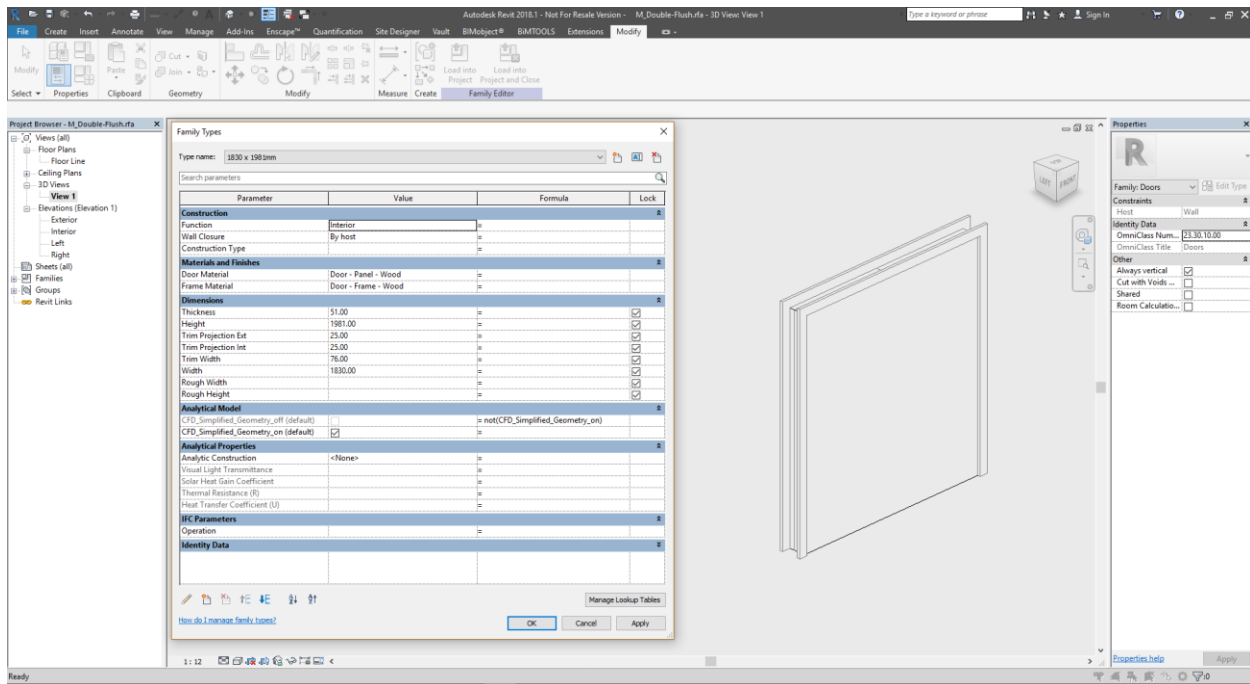 Autodesk Revit 2018.1 - Not For Resale Version - M_Double-Flush.rfa - 3D View: View 1
Type a keyword or phrase
Sign In
File Create Insert Annotate View Manage Add-Ins Enscape™ Quantification Site Designer Vault BIMobject® BiMTOOLS Extensions Modify
Modify Paste Cut Join Load into Project Load into Project and Close
Select Properties Clipboard Geometry Modify Measure Create Family Editor
Project Browser - M_Double-Flush.rfa
Views (all)
Floor Plans
Floor Line
Ceiling Plans
3D Views
View 1
Elevations (Elevation 1)
Exterior
Interior
Left
Right
Sheets (all)
Families
Groups
Revit Links
Family Types
Type name: 1830 x 1981mm
Search parameters
Parameter Value Formula Lock
Construction
Function Interior =
Wall Closure By host =
Construction Type =
Materials and Finishes
Door Material Door - Panel - Wood =
Frame Material Door - Frame - Wood =
Dimensions
Thickness 51.00 =
Height 1981.00 =
Trim Projection Ext 25.00 =
Trim Projection Int 25.00 =
Trim Width 76.00 =
Width 1830.00 =
Rough Width =
Rough Height =
Analytical Model
CFD_Simplified_Geometry_off (default) = not(CFD_Simplified_Geometry_on)
CFD_Simplified_Geometry_on (default) =
Analytical Properties
Analytic Construction <None> =
Visual Light Transmittance =
Solar Heat Gain Coefficient =
Thermal Resistance (R) =
Heat Transfer Coefficient (U) =
IFC Parameters
Operation =
Identity Data
Manage Lookup Tables
How do I manage family types?
OK Cancel Apply
LEFT FRONT
Properties
Family: Doors Edit Type
Constraints
Host Wall
Identity Data
OmniClass Num... 23.30.10.00
OmniClass Title Doors
Other
Always vertical
Cut with Voids ...
Shared
Room Calculatio...
Properties help Apply
1 : 12
Ready
:0